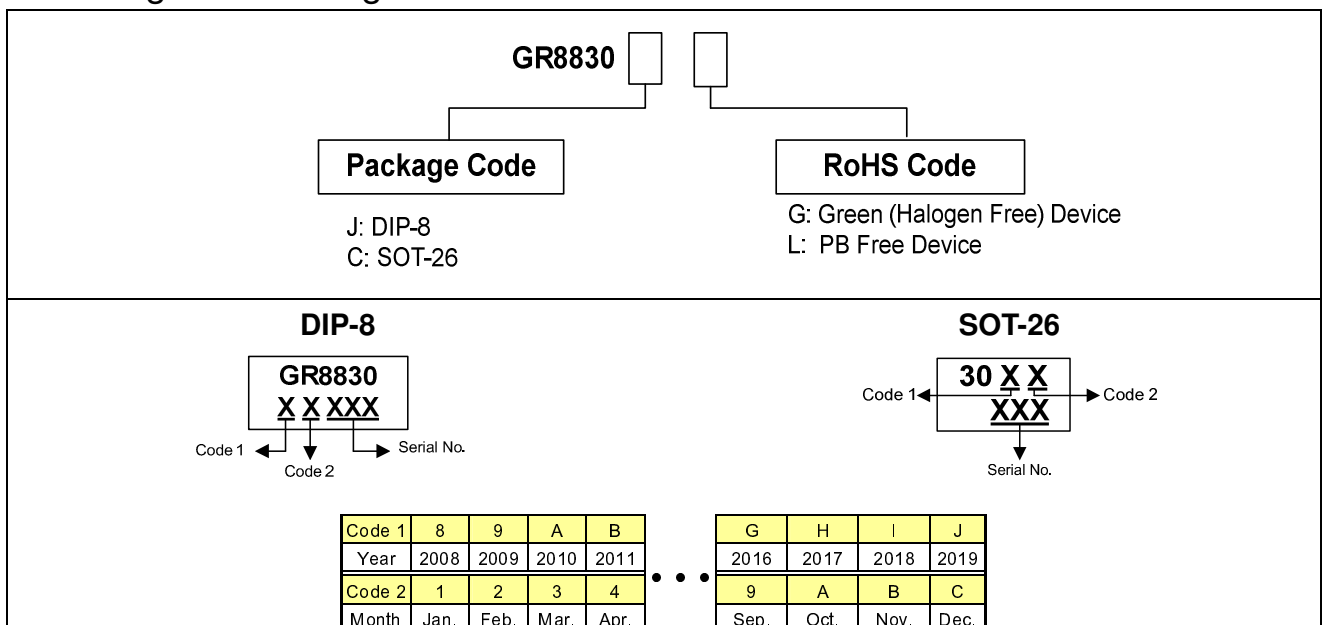 GR8830
Package Code
RoHS Code
J: DIP-8
C: SOT-26
G: Green (Halogen Free) Device
L: PB Free Device
DIP-8
SOT-26
GR8830
X X XXX
Code 1
Code 2
Serial No.
30 X X
XXX
Code 1
Code 2
Serial No.
Code 1 8 9 A B G H I J
Year 2008 2009 2010 2011 2016 2017 2018 2019
Code 2 1 2 3 4 9 A B C
Month Jan. Feb. Mar. Apr. Sep. Oct. Nov. Dec.